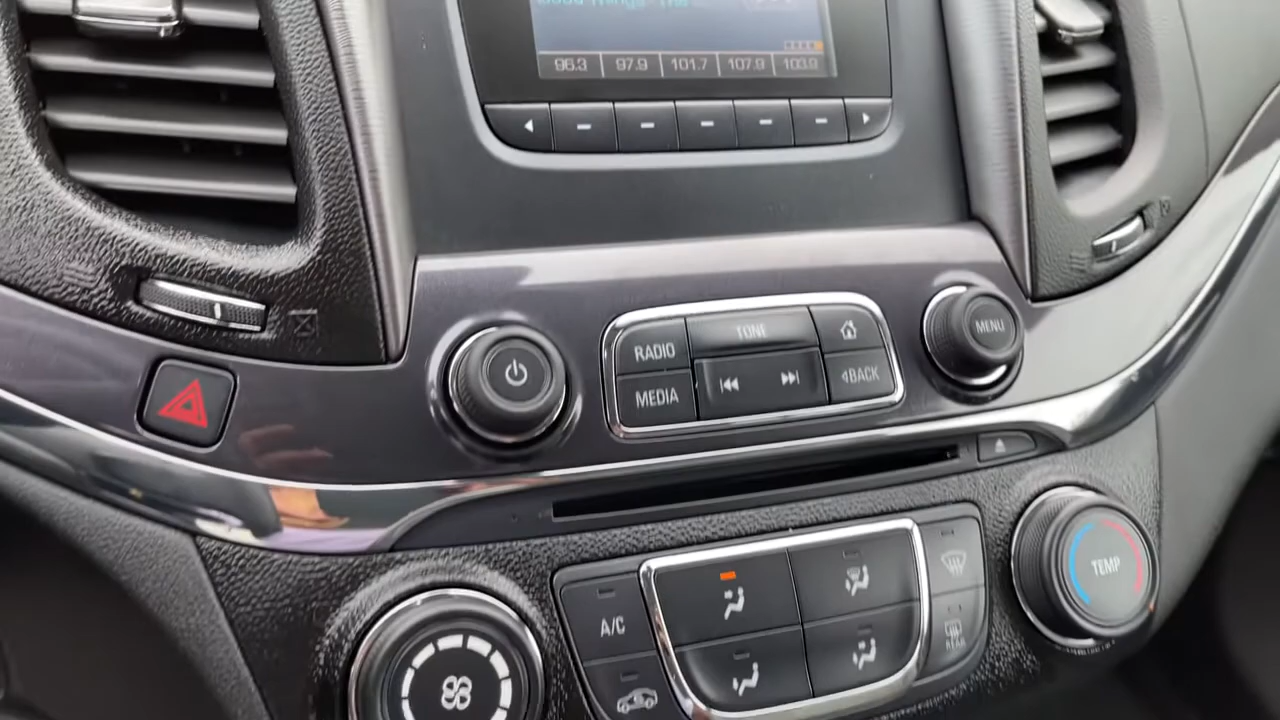 96.3 97.9 101.7 107.9 103.9
RADIO
TONE
MENU
MEDIA
BACK
TEMP
A/C
REAR